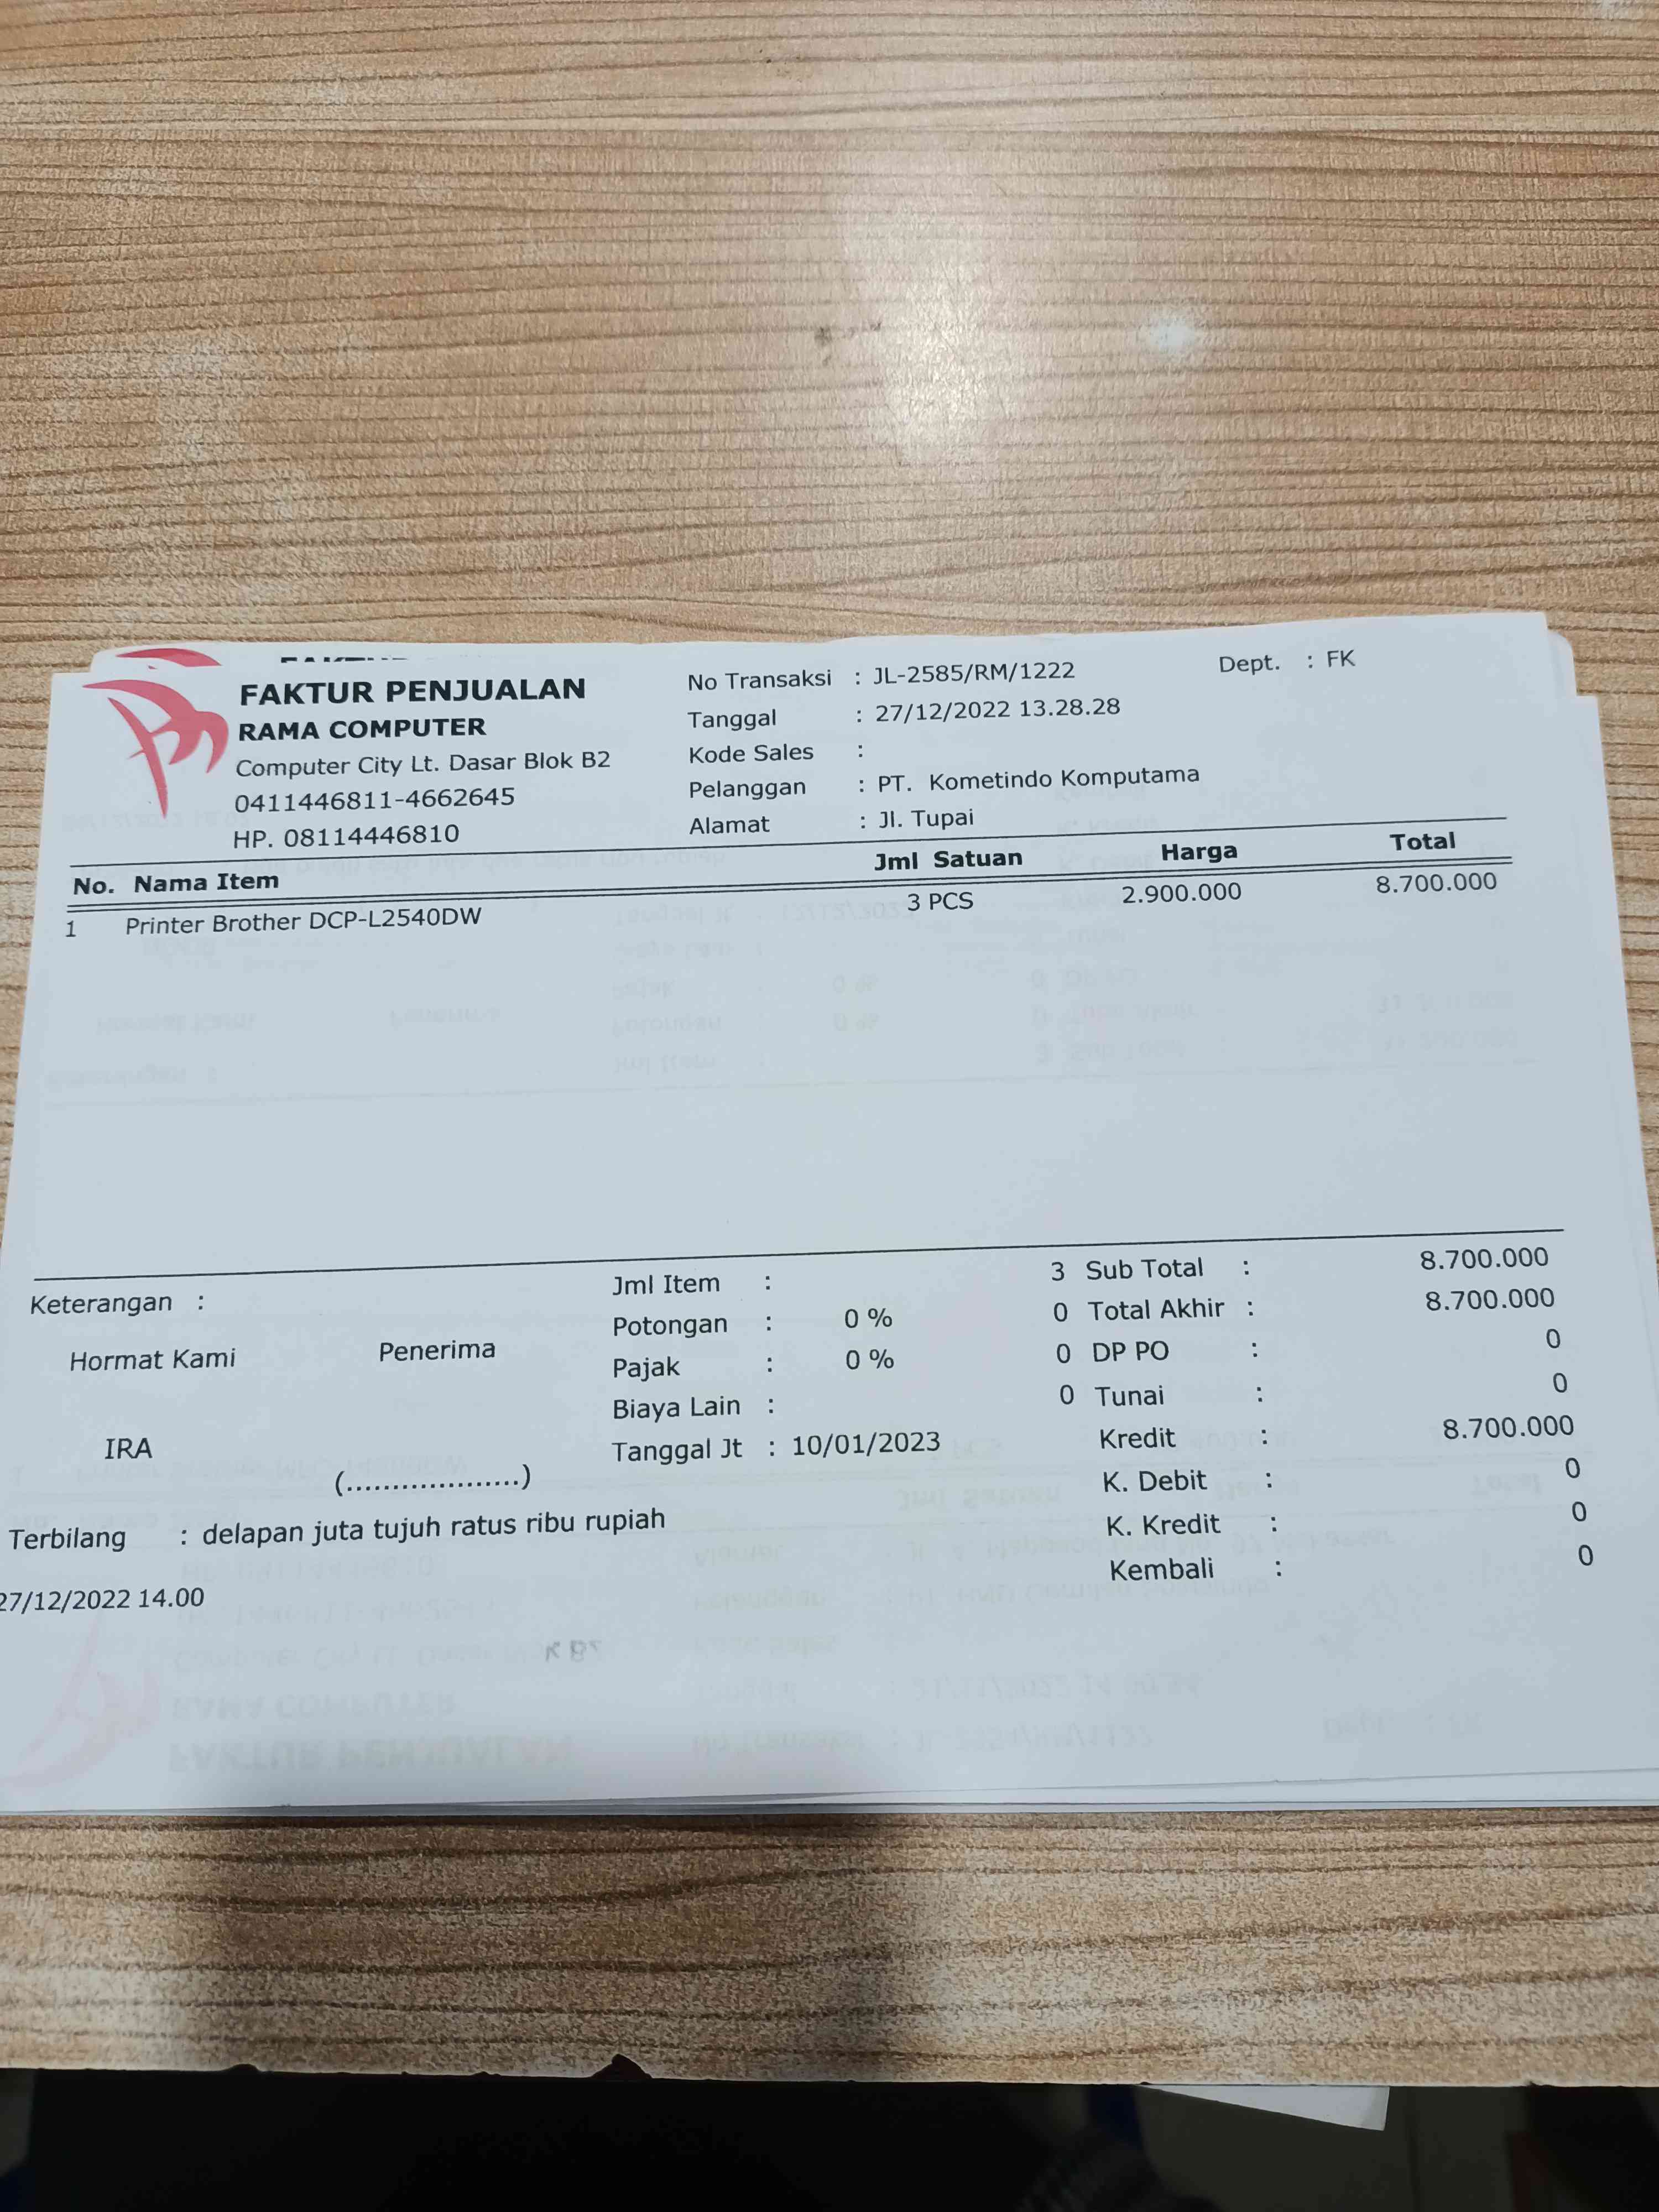 FAKTUR PENJUALAN
RAMA COMPUTER
Computer City Lt. Dasar Blok B2
0411446811-4662645
HP. 08114446810
No Transaksi : JL-2585/RM/1222
Tanggal : 27/12/2022 13.28.28
Kode Sales :
Pelanggan : PT. Kometindo Komputama
Alamat : Jl. Tupai
Dept. : FK
No. Nama Item Jml Satuan Harga Total
1 Printer Brother DCP-L2540DW 3 PCS 2.900.000 8.700.000
Keterangan :
Hormat Kami Penerima
IRA
(...................)
Jml Item : 3
Potongan : 0 % 0
Pajak : 0 % 0
Biaya Lain : 0
Tanggal Jt : 10/01/2023
Sub Total : 8.700.000
Total Akhir : 8.700.000
DP PO : 0
Tunai : 0
Kredit : 8.700.000
K. Debit : 0
K. Kredit : 0
Kembali : 0
Terbilang : delapan juta tujuh ratus ribu rupiah
27/12/2022 14.00